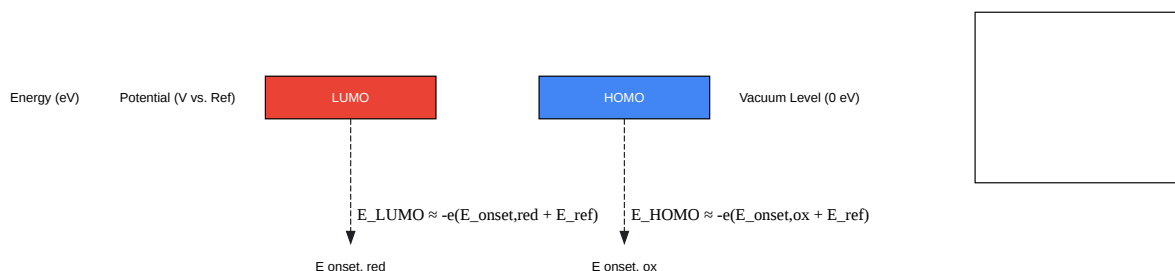 Energy (eV)
Potential (V vs. Ref)
LUMO
HOMO
Vacuum Level (0 eV)
E_LUMO ≈ -e(E_onset,red + E_ref)
E_HOMO ≈ -e(E_onset,ox + E_ref)
E onset, red
E onset, ox